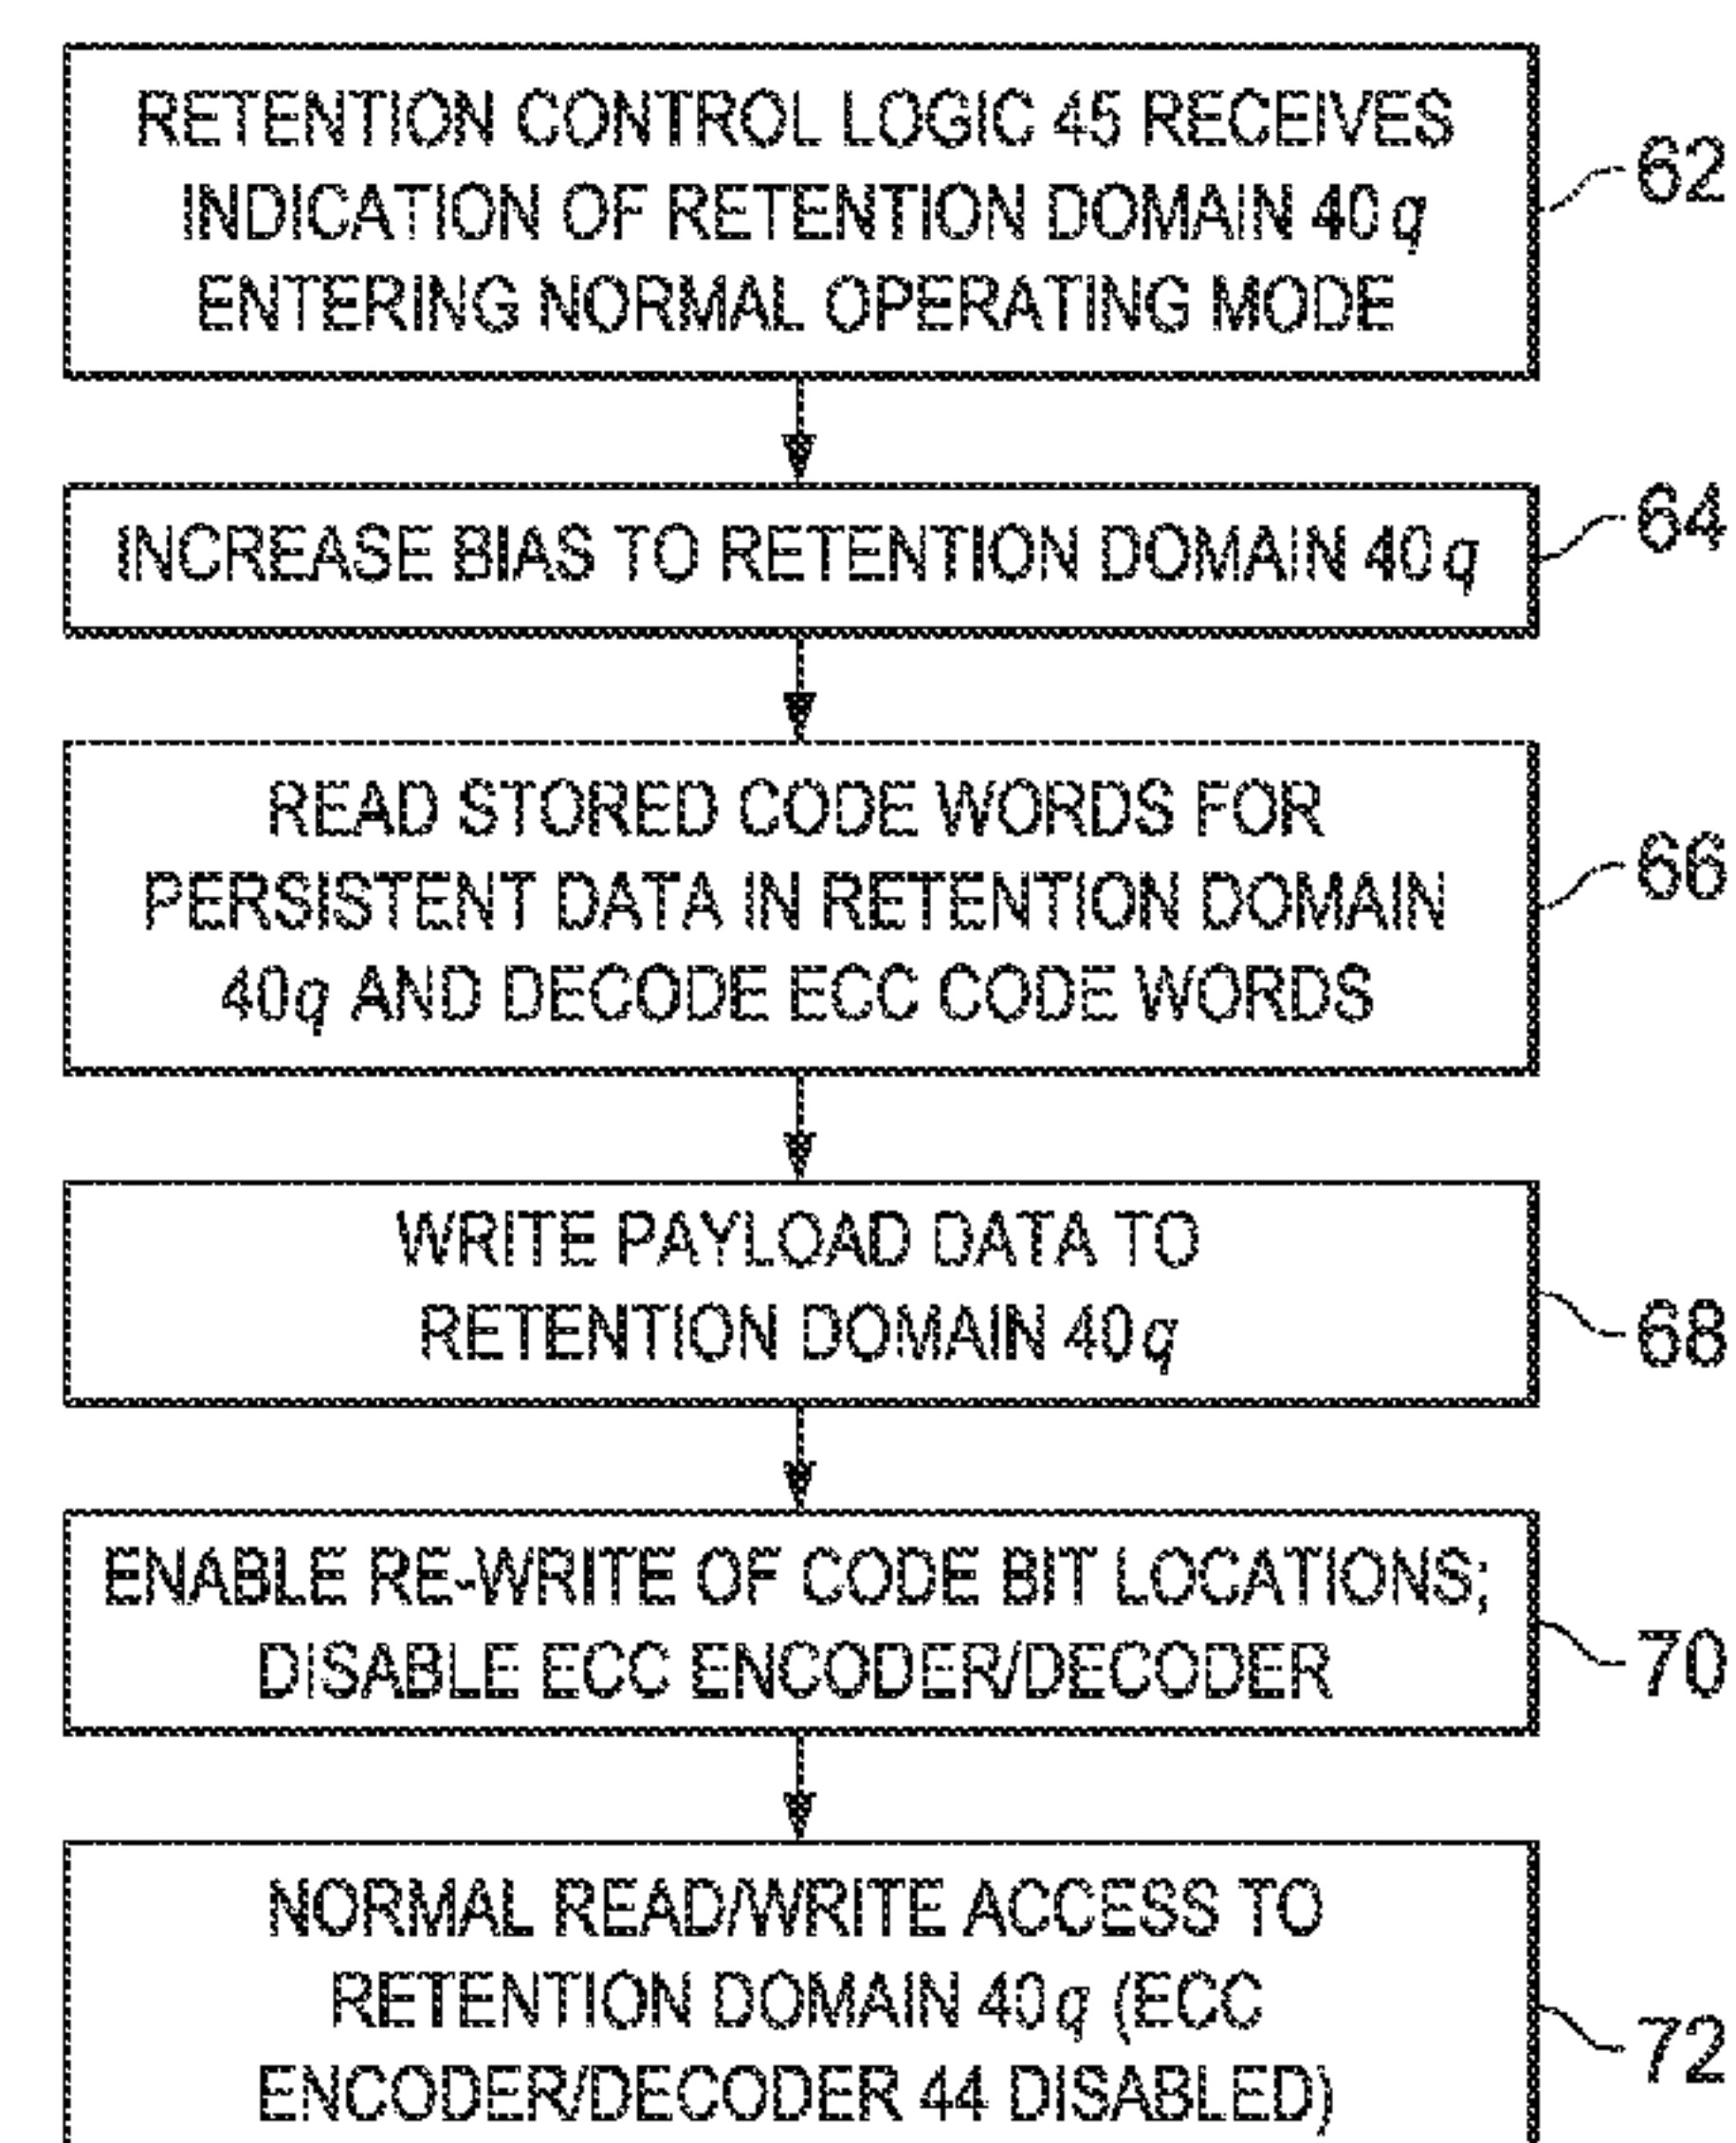 RETENTION CONTROL LOGIC 45 RECEIVES
INDICATION OF RETENTION DOMAIN 40q
ENTERING NORMAL OPERATING MODE
62
INCREASE BIAS TO RETENTION DOMAIN 40q
64
READ STORED CODE WORDS FOR
PERSISTENT DATA IN RETENTION DOMAIN
40q AND DECODE ECC CODE WORDS
66
WRITE PAYLOAD DATA TO
RETENTION DOMAIN 40q
68
ENABLE RE-WRITE OF CODE BIT LOCATIONS;
DISABLE ECC ENCODER/DECODER
70
NORMAL READ/WRITE ACCESS TO
RETENTION DOMAIN 40q (ECC
ENCODER/DECODER 44 DISABLED)
72